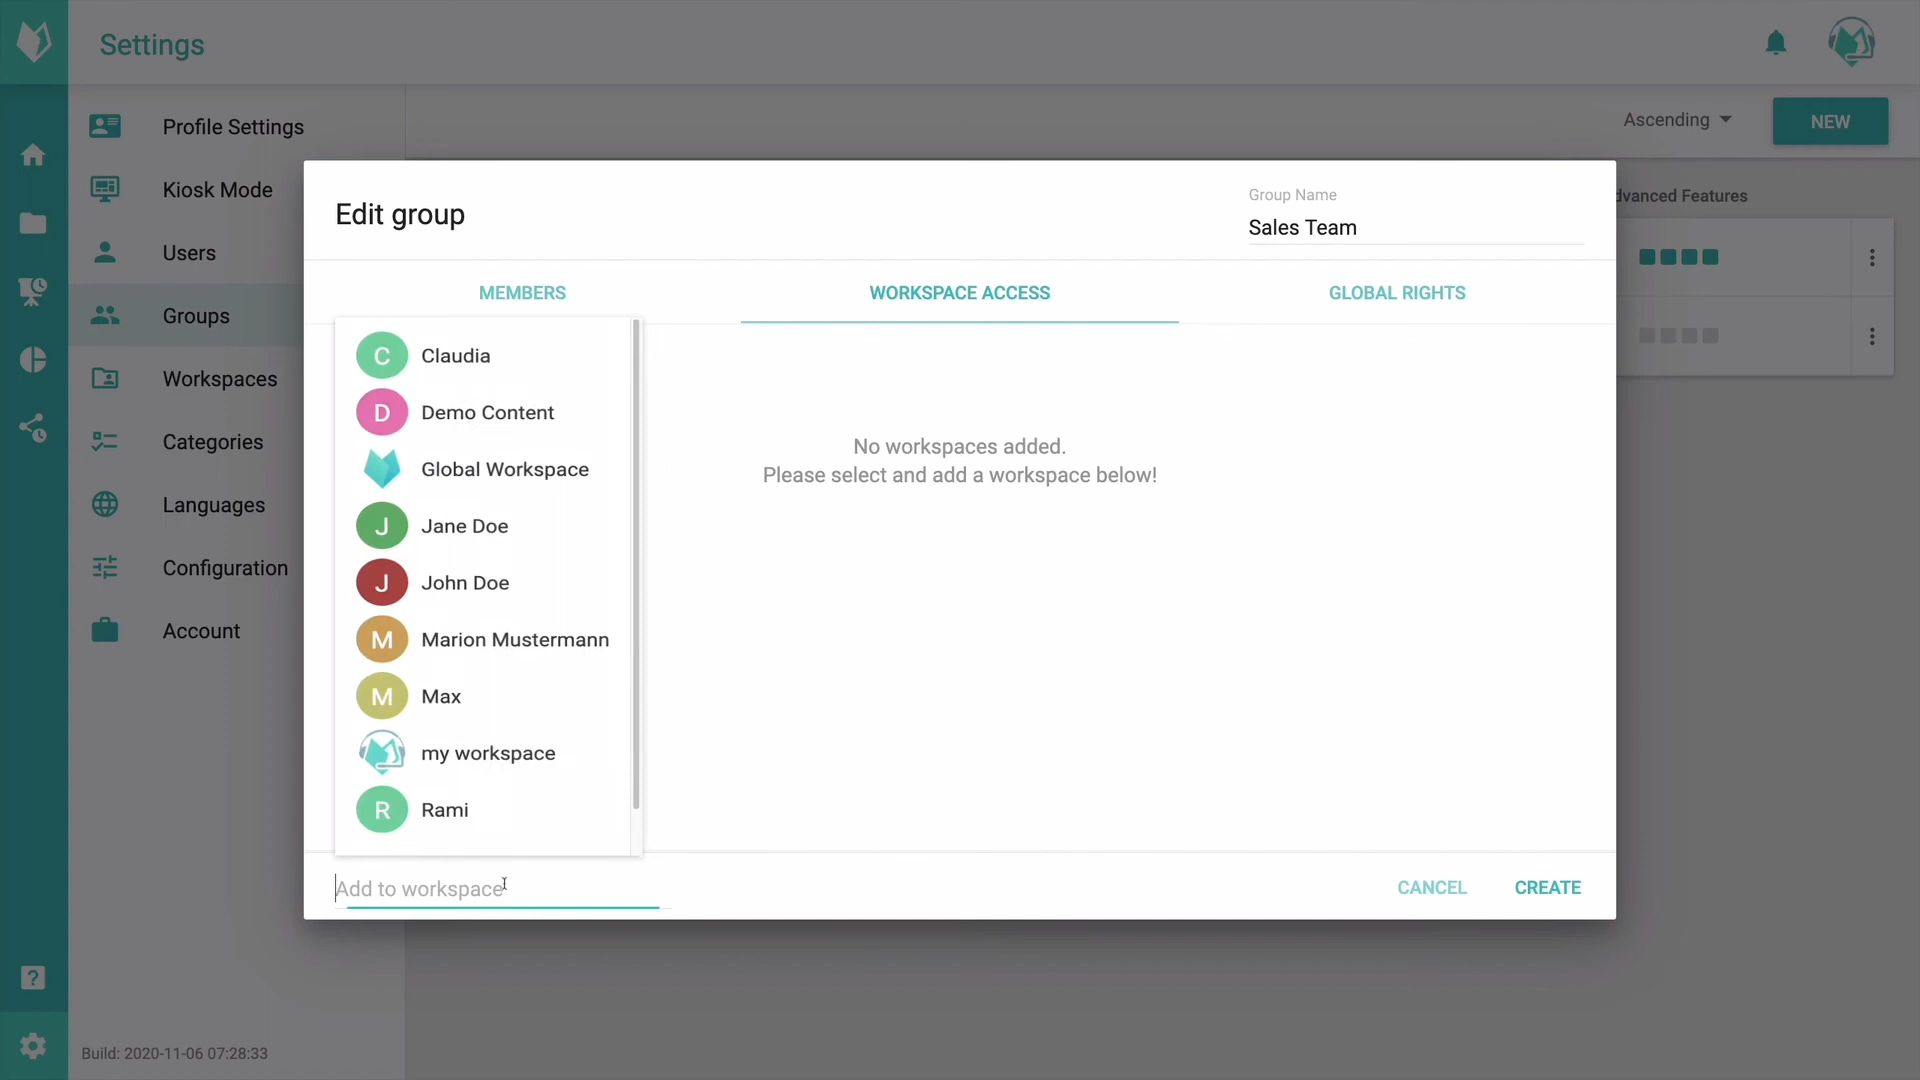 Settings
Profile Settings
Kiosk Mode
Users
Groups
Workspaces
Categories
Languages
Configuration
Account
Build: 2020-11-06 07:28:33
Ascending
NEW
dvanced Features
Edit group
Group Name
Sales Team
MEMBERS
WORKSPACE ACCESS
GLOBAL RIGHTS
C Claudia
D Demo Content
Global Workspace
J Jane Doe
J John Doe
M Marion Mustermann
M Max
my workspace
R Rami
No workspaces added.
Please select and add a workspace below!
Add to workspace
CANCEL
CREATE
?